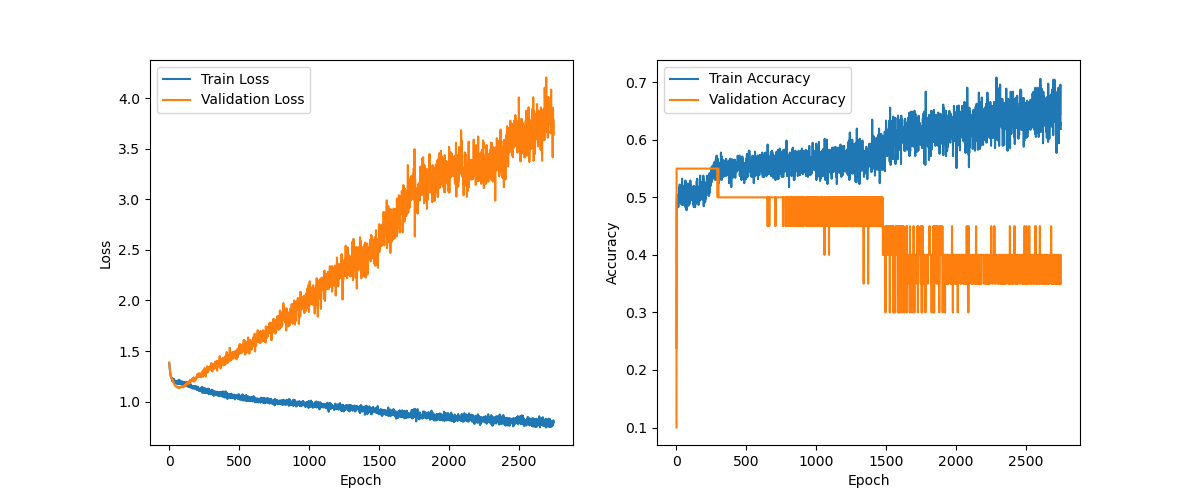 Train Loss
Validation Loss
4.0
3.5
3.0
2.5
2.0
1.5
1.0
Loss
0 500 1000 1500 2000 2500
Epoch
Train Accuracy
Validation Accuracy
0.7
0.6
0.5
0.4
0.3
0.2
0.1
Accuracy
0 500 1000 1500 2000 2500
Epoch